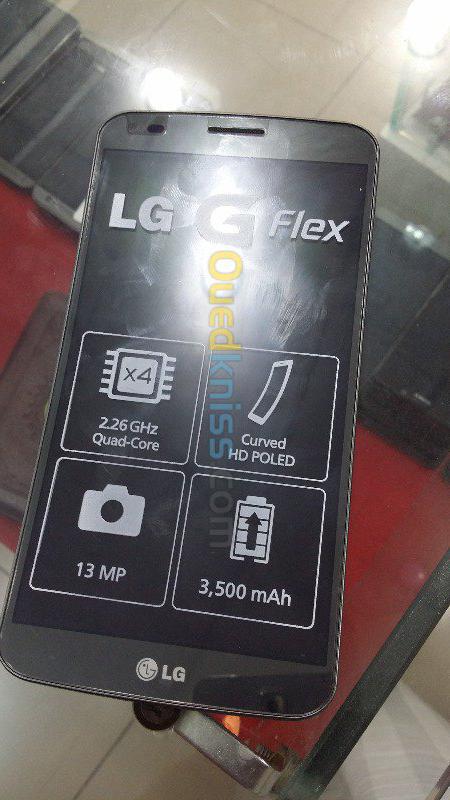 LG G Flex
Ouedkniss.com
x4
2.26 GHz
Quad-Core
Curved
HD POLED
13 MP
3,500 mAh
LG